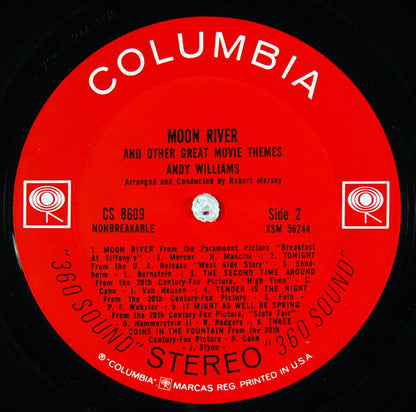 COLUMBIA
MOON RIVER
AND OTHER GREAT MOVIE THEMES
ANDY WILLIAMS
Arranged and Conducted by Robert Mersey
CS 8609
NONBREAKABLE
Side 2
XSM 56244
1. MOON RIVER From the Paramount Picture "Breakfast
At Tiffany's" - J. Mercer - H. Mancini -; 2. TONIGHT
From the U. A. Release "West Side Story" - S. Sond-
heim - L. Bernstein -; 3. THE SECOND TIME AROUND
From the 20th Century-Fox Picture, "High Time" - S.
Cahn - J. Van Heusen -; 4. TENDER IS THE NIGHT
From the 20th Century-Fox Picture - S. Fain -
P. F. Webster -; 5. IT MIGHT AS WELL BE SPRING
From the 20th Century-Fox Picture, "State Fair"
- O. Hammerstein II - R. Rodgers -; 6. THREE
COINS IN THE FOUNTAIN From the 20th
Century-Fox Picture - S. Cahn
- J. Styne -
"360 SOUND" STEREO "360 SOUND"
® "COLUMBIA" MARCAS REG. PRINTED IN U.S.A.